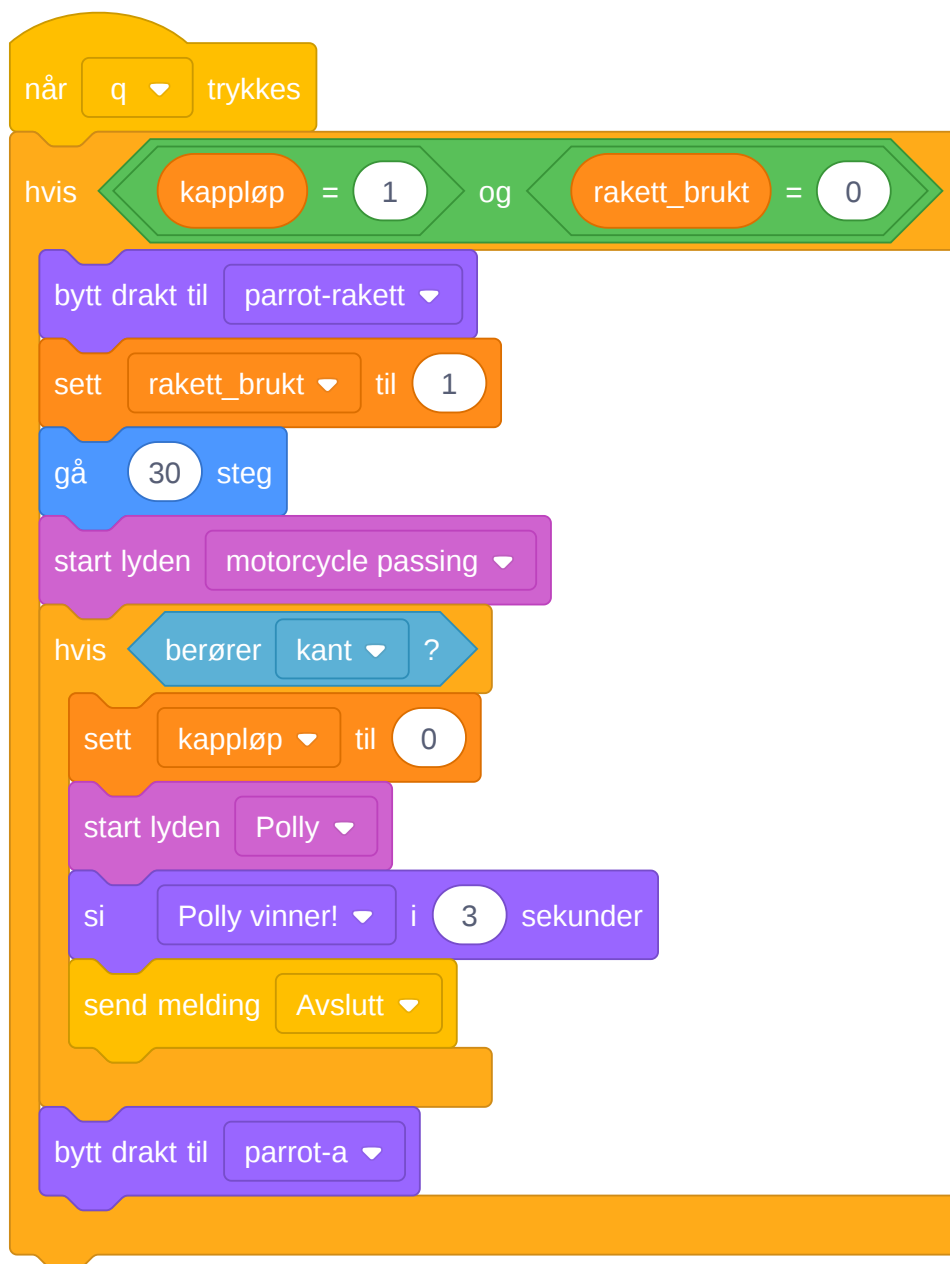 når q trykkes
hvis kappløp = 1 og rakett_brukt = 0
bytt drakt til parrot-rakett
sett rakett_brukt til 1
gå 30 steg
start lyden motorcycle passing
hvis berører kant ?
sett kappløp til 0
start lyden Polly
si Polly vinner! i 3 sekunder
send melding Avslutt
bytt drakt til parrot-a